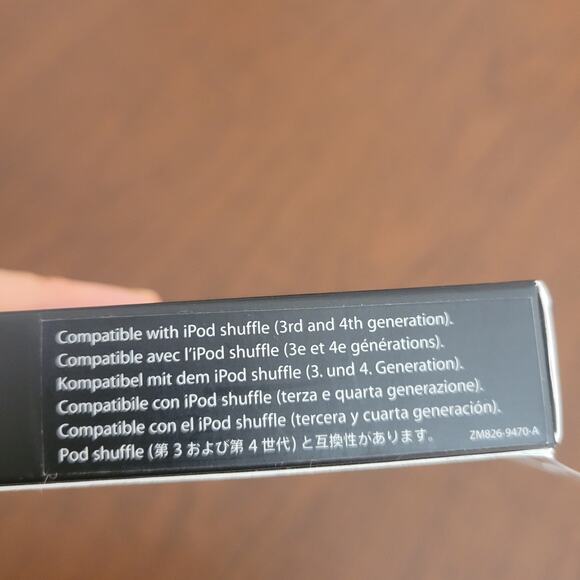 Compatible with iPod shuffle (3rd and 4th generation).
Compatible avec l'iPod shuffle (3e et 4e générations).
Kompatibel mit dem iPod shuffle (3. und 4. Generation).
Compatibile con iPod shuffle (terza e quarta generazione).
Compatible con el iPod shuffle (tercera y cuarta generación).
Pod shuffle (第 3 および第 4 世代) と互換性があります。 ZM826-9470-A